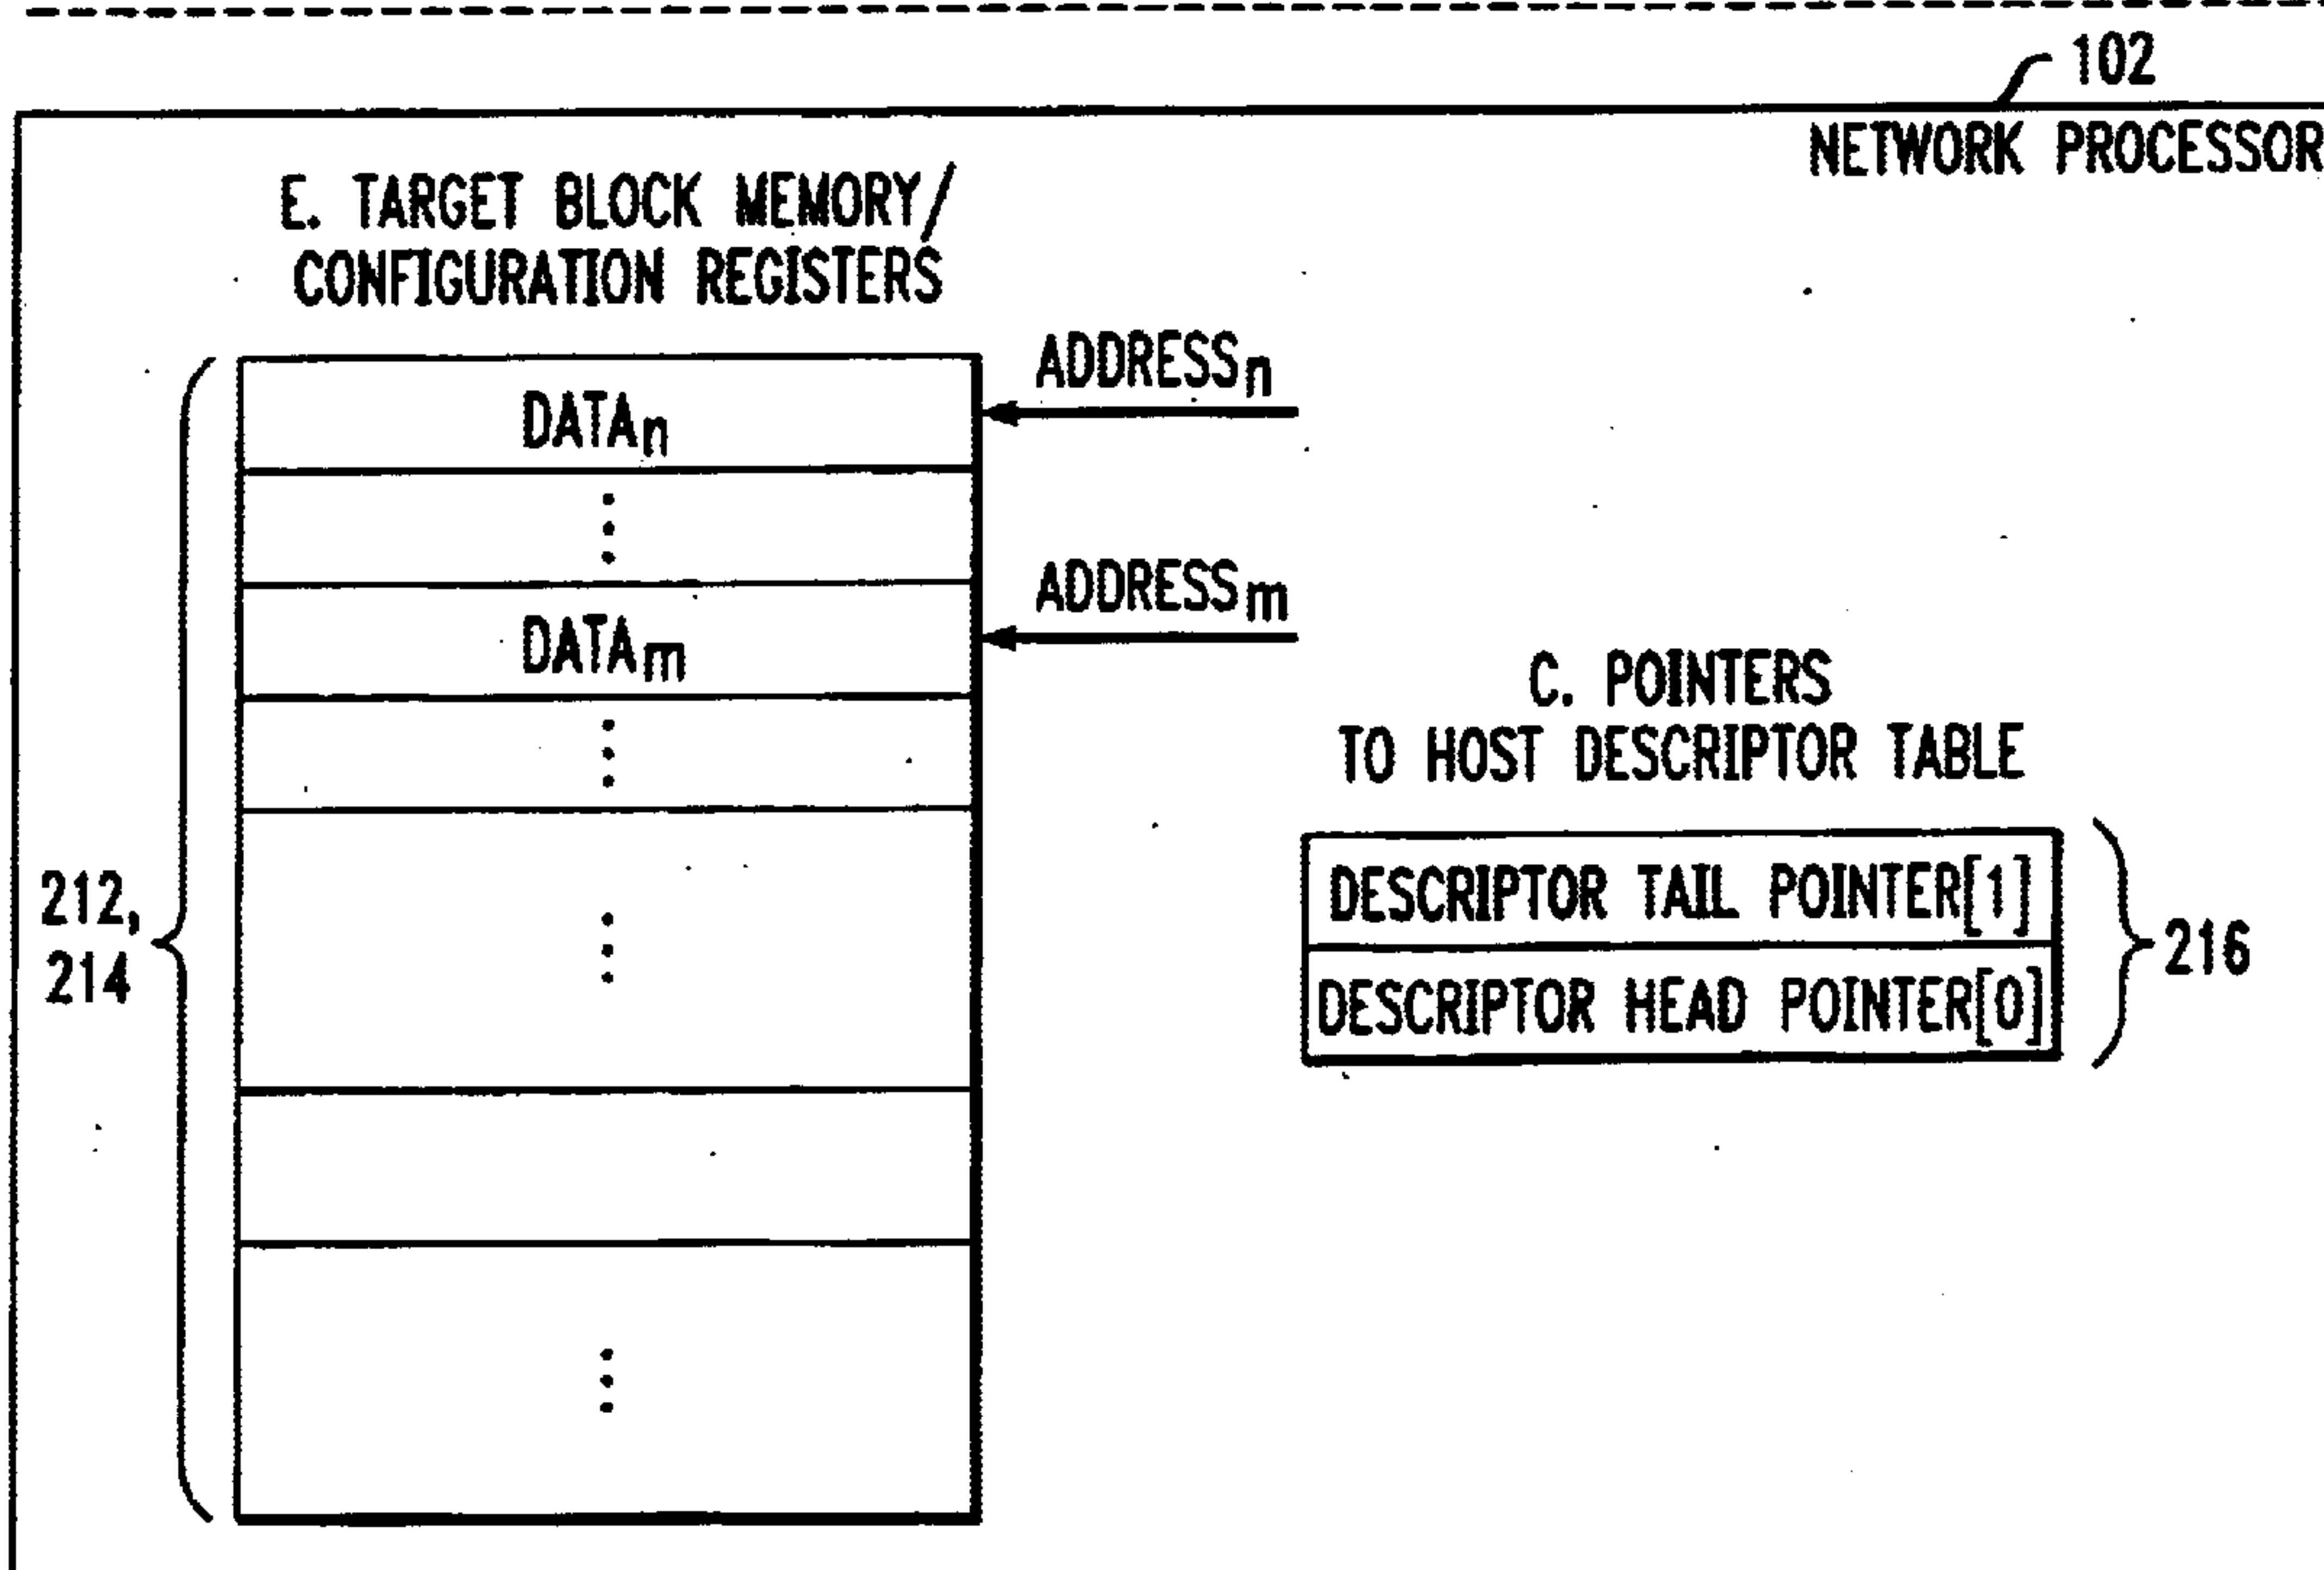 102
NETWORK PROCESSOR
E. TARGET BLOCK MEMORY/
CONFIGURATION REGISTERS
ADDRESSn
DATAn
ADDRESSm
DATAm
C. POINTERS
TO HOST DESCRIPTOR TABLE
212,
214
DESCRIPTOR TAIL POINTER[1]
DESCRIPTOR HEAD POINTER[0]
216